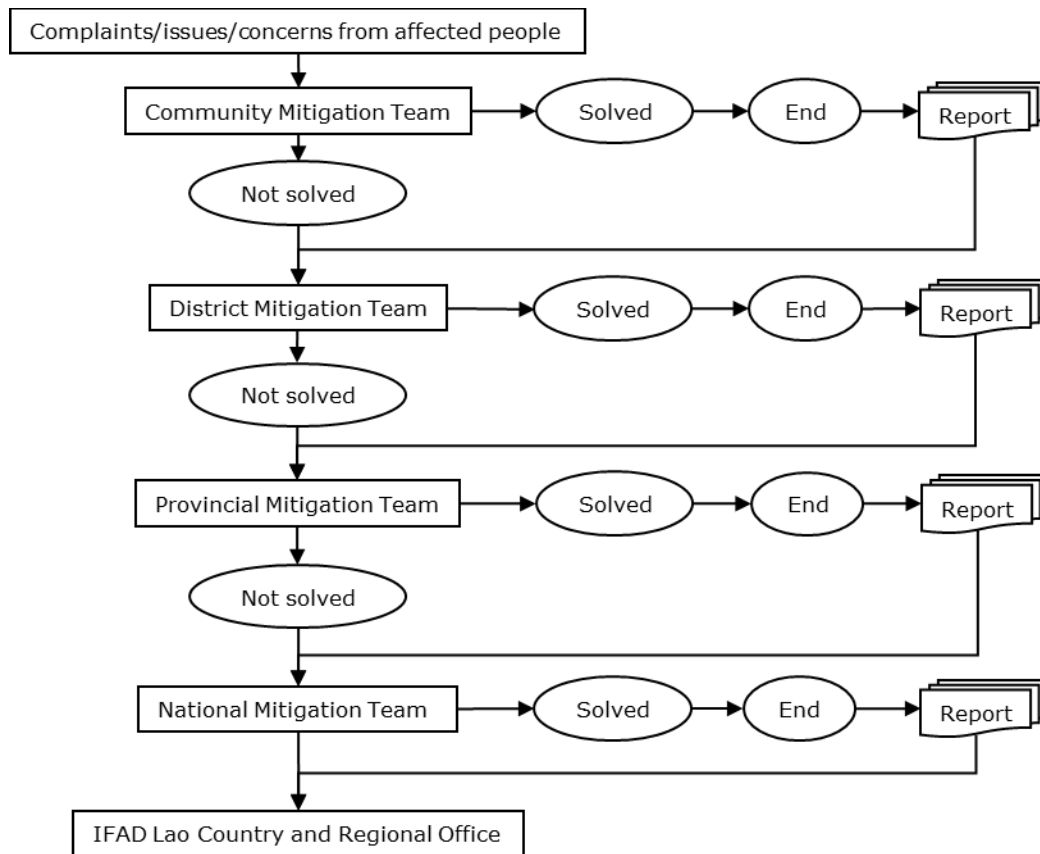 Complaints/issues/concerns from affected people
Community Mitigation Team
Solved
End
Report
Not solved
District Mitigation Team
Solved
End
Report
Not solved
Provincial Mitigation Team
Solved
End
Report
Not solved
National Mitigation Team
Solved
End
Report
IFAD Lao Country and Regional Office